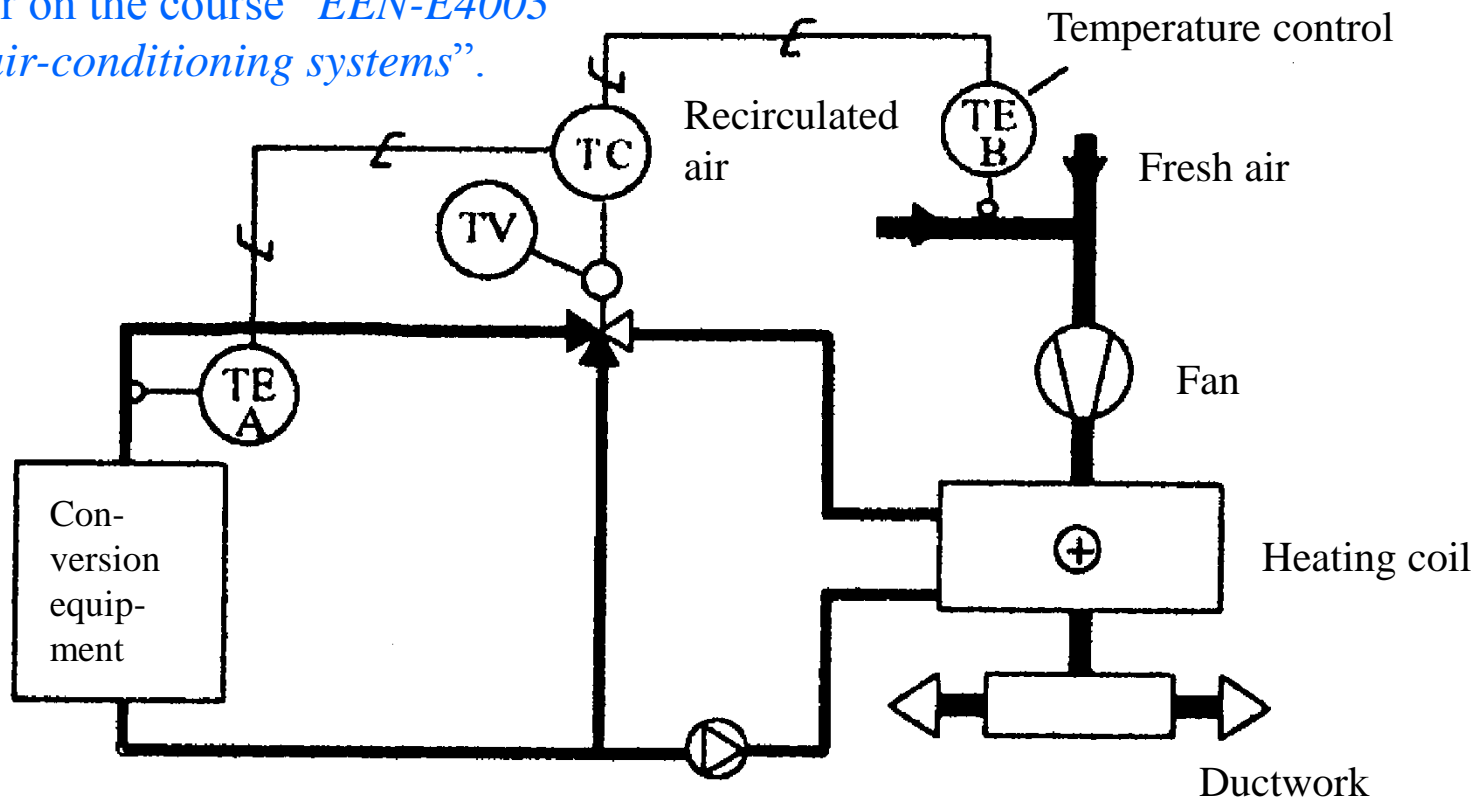 r on the course "EEN-E4003
air-conditioning systems”.
Temperature control
Recirculated
air
TE
B
Fresh air
TC
TV
TE
A
Fan
Con-
version
equip-
ment
Heating coil
+
Ductwork